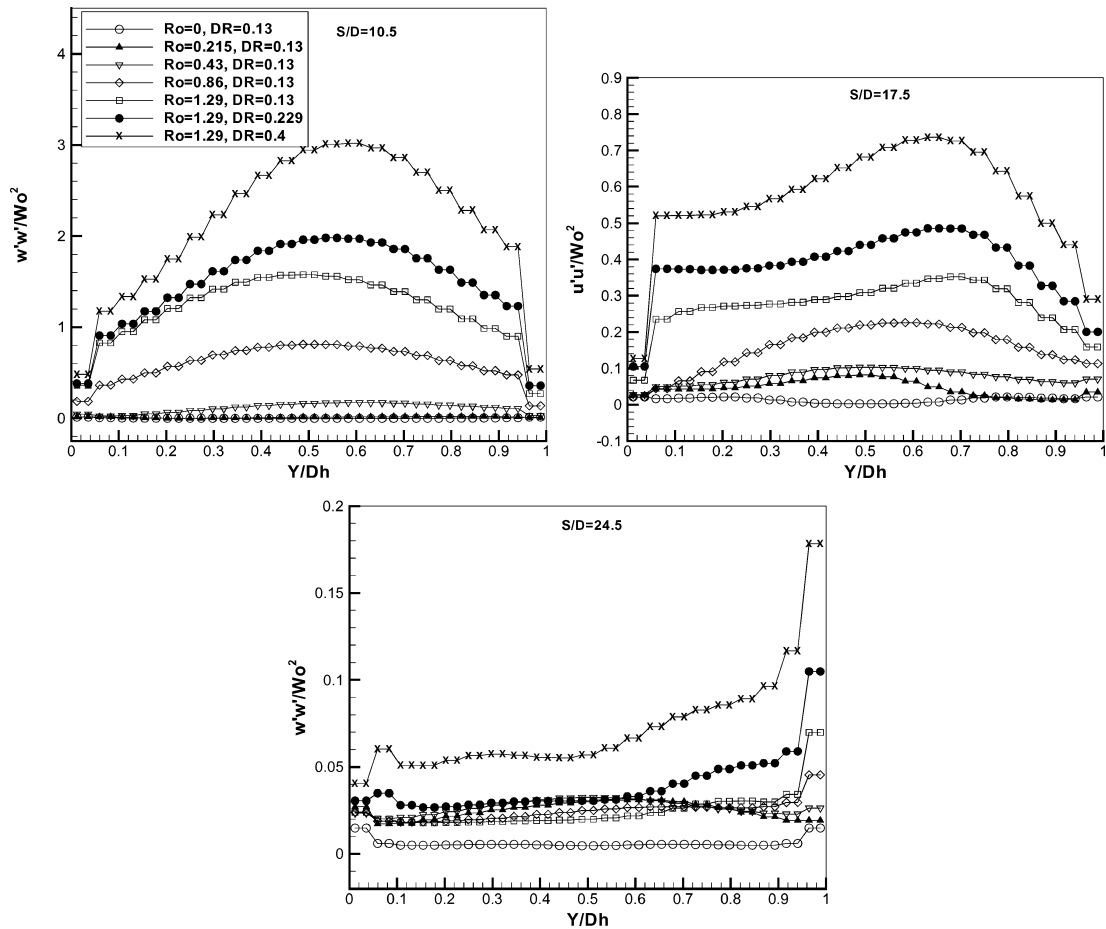 S/D=10.5
Ro=0, DR=0.13
Ro=0.215, DR=0.13
Ro=0.43, DR=0.13
Ro=0.86, DR=0.13
Ro=1.29, DR=0.13
Ro=1.29, DR=0.229
Ro=1.29, DR=0.4
w'w'/Wo²
4
3
2
1
0
0 0.1 0.2 0.3 0.4 0.5 0.6 0.7 0.8 0.9 1
Y/Dh
S/D=17.5
u'u'/Wo²
0.9
0.8
0.7
0.6
0.5
0.4
0.3
0.2
0.1
0
-0.1
0 0.1 0.2 0.3 0.4 0.5 0.6 0.7 0.8 0.9 1
Y/Dh
S/D=24.5
w'w'/Wo²
0.2
0.15
0.1
0.05
0
0 0.1 0.2 0.3 0.4 0.5 0.6 0.7 0.8 0.9 1
Y/Dh